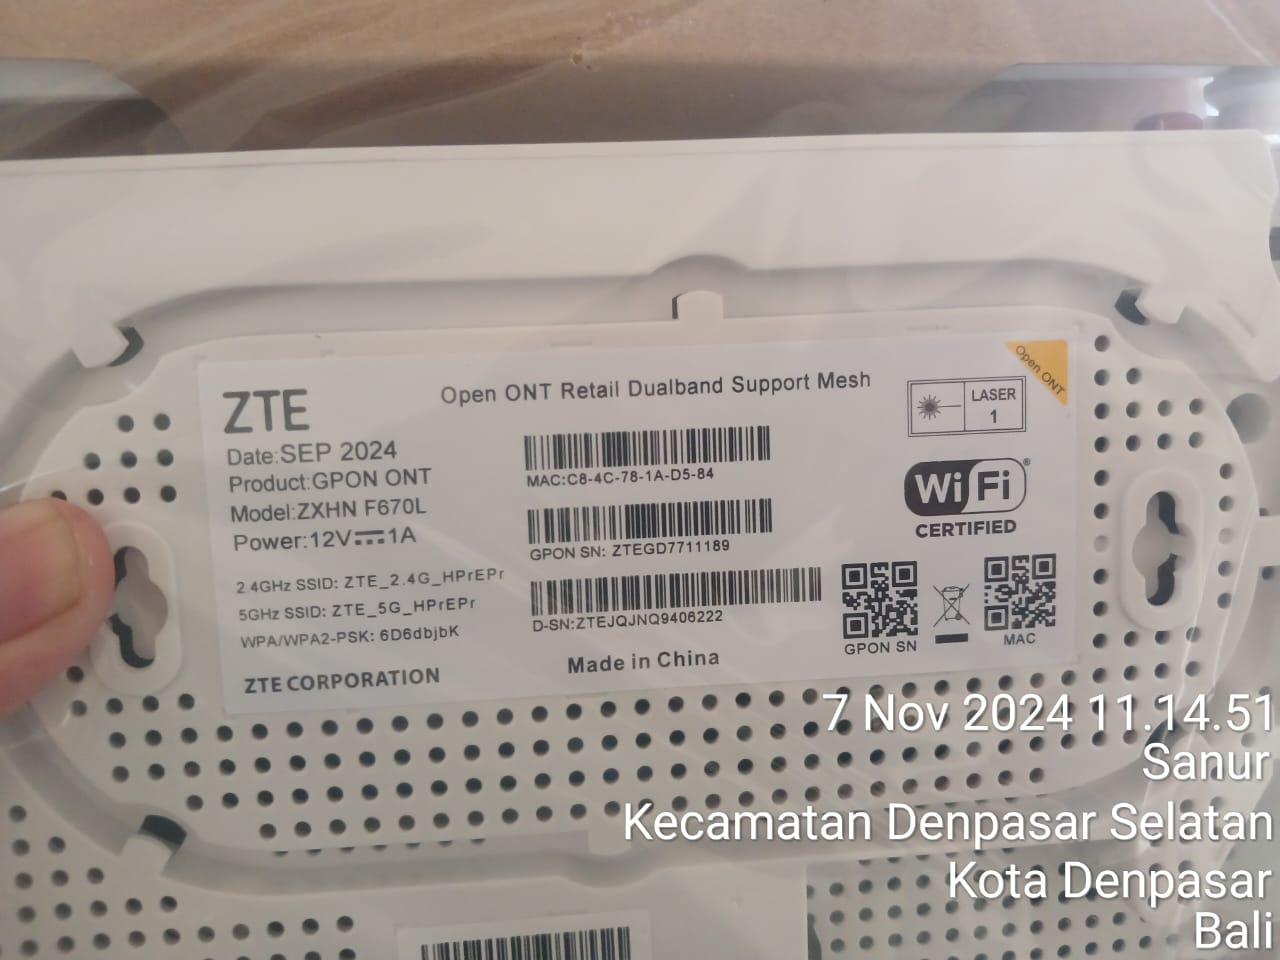 ZTE
Open ONT Retail Dualband Support Mesh
Open ONT
LASER
1
Date:SEP 2024
Product:GPON ONT
Model:ZXHN F670L
Power:12V⎓1A
2.4GHz SSID: ZTE_2.4G_HPrEPr
5GHz SSID: ZTE_5G_HPrEPr
WPA/WPA2-PSK: 6D6dbjbK
ZTE CORPORATION
MAC:C8-4C-78-1A-D5-84
GPON SN: ZTEGD7711189
D-SN:ZTEJQJNQ9406222
Made in China
Wi Fi®
CERTIFIED
GPON SN
MAC
7 Nov 2024 11.14.51
Sanur
Kecamatan Denpasar Selatan
Kota Denpasar
Bali